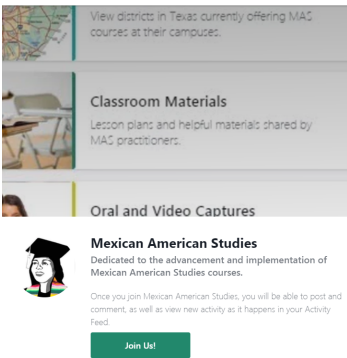 View districts in Texas currently offering MAS
courses at their campuses.
Classroom Materials
Lesson plans and helpful materials shared by
MAS practitioners.
Oral and Video Captures
Mexican American Studies
Dedicated to the advancement and implementation of
Mexican American Studies courses.
Once you join Mexican American Studies, you will be able to post and
comment, as well as view new activity as it happens in your Activity
Feed.
Join Us!